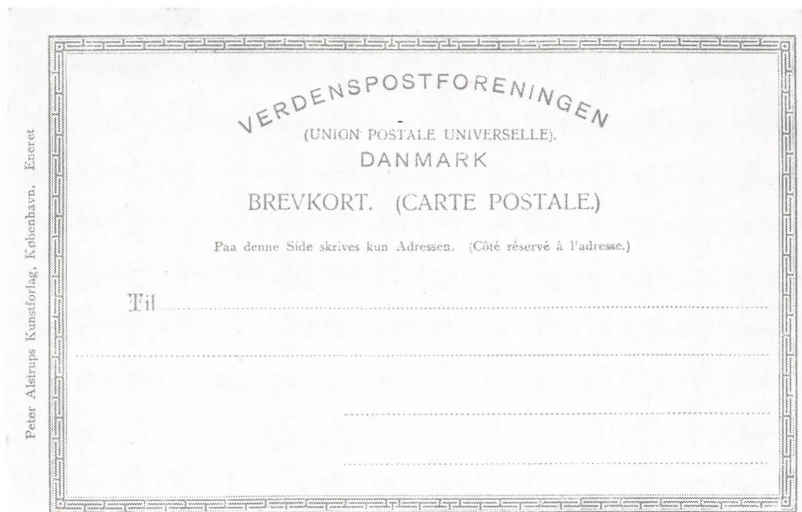 VERDENSPOSTFORENINGEN
(UNION POSTALE UNIVERSELLE).
DANMARK
BREVKORT. (CARTE POSTALE.)
Paa denne Side skrives kun Adressen. (Côté réservé à l'adresse.)
Til
Peter Alstrups Kunstforlag, København. Eneret